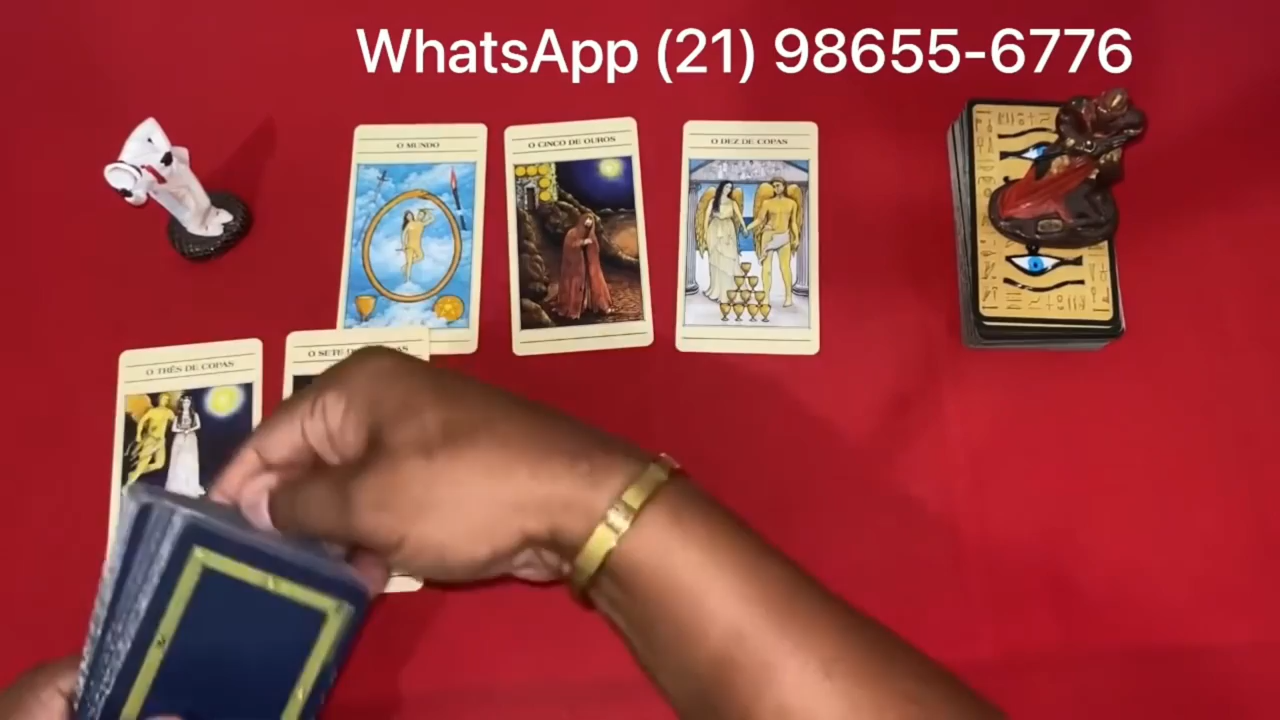 WhatsApp (21) 98655-6776
O MUNDO
O CINCO DE OUROS
O DEZ DE COPAS
O TRÊS DE COPAS
O SETE